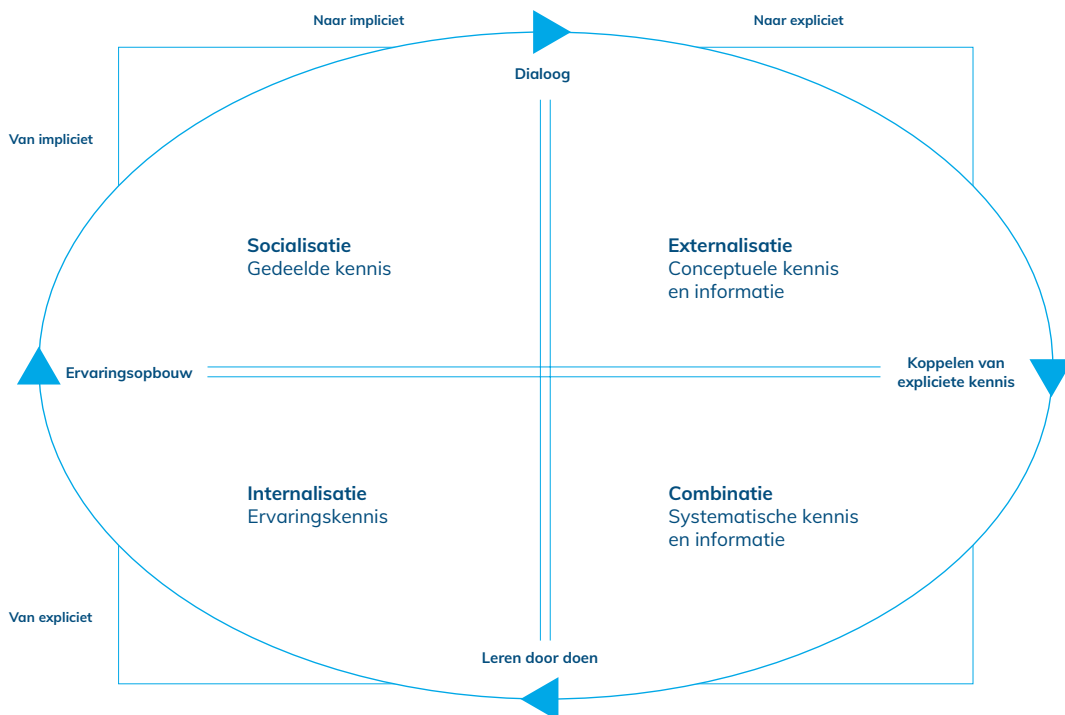 Naar impliciet
Naar expliciet
Dialoog
Van impliciet
Socialisatie
Gedeelde kennis
Externalisatie
Conceptuele kennis
en informatie
Ervaringsopbouw
Koppelen van
expliciete kennis
Internalisatie
Ervaringskennis
Combinatie
Systematische kennis
en informatie
Van expliciet
Leren door doen